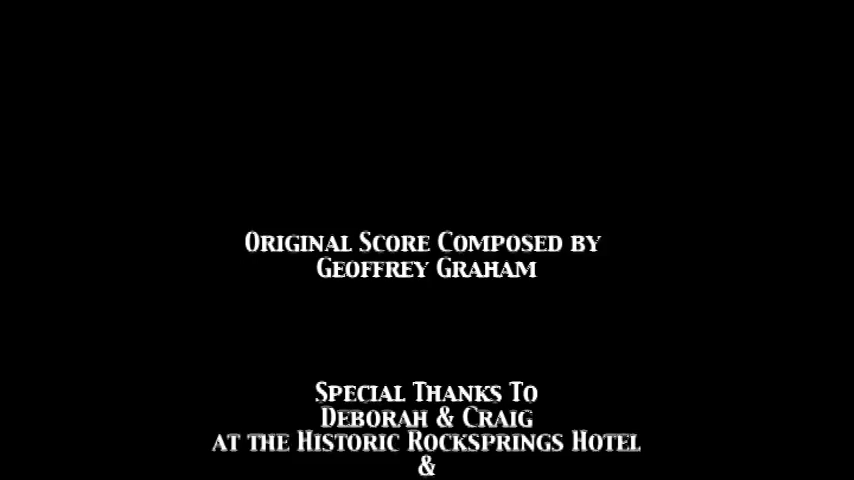 Original Score Composed by
Geoffrey Graham
Special Thanks To
Deborah & Craig
at the Historic Rocksprings Hotel
&